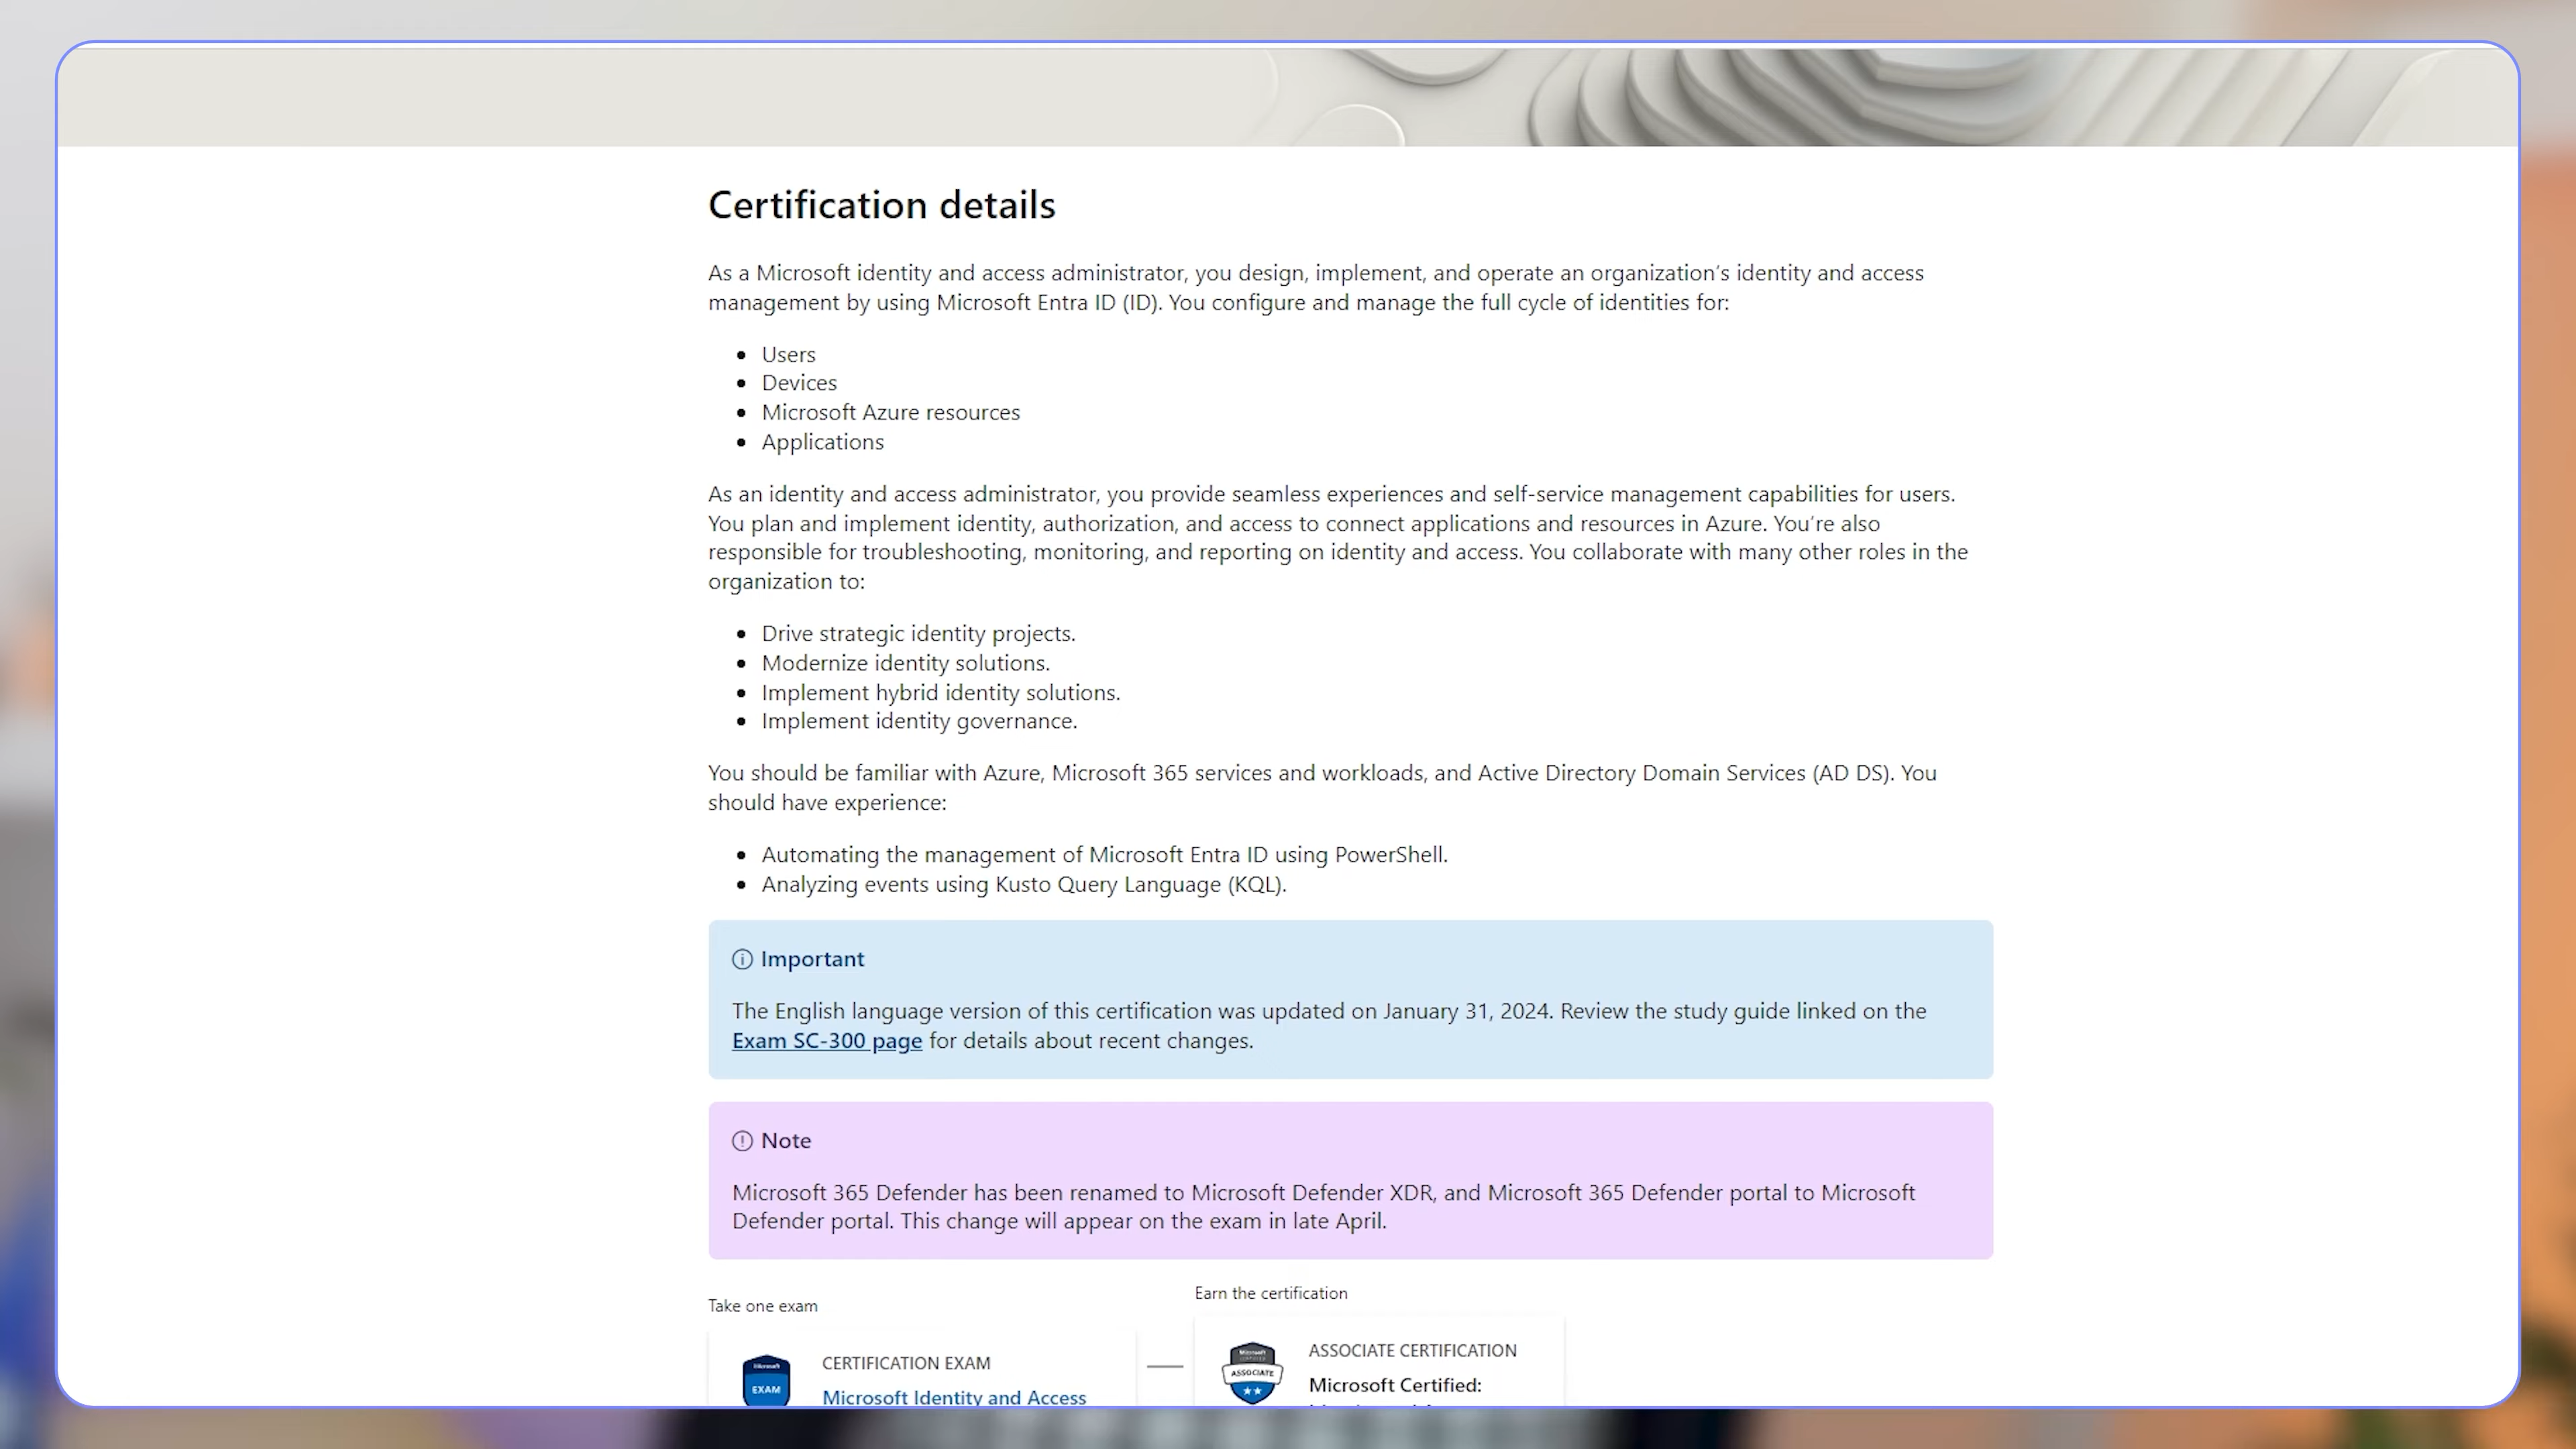 Certification details
As a Microsoft identity and access administrator, you design, implement, and operate an organization's identity and access
management by using Microsoft Entra ID (ID). You configure and manage the full cycle of identities for:
• Users
• Devices
• Microsoft Azure resources
• Applications
As an identity and access administrator, you provide seamless experiences and self-service management capabilities for users.
You plan and implement identity, authorization, and access to connect applications and resources in Azure. You're also
responsible for troubleshooting, monitoring, and reporting on identity and access. You collaborate with many other roles in the
organization to:
• Drive strategic identity projects.
• Modernize identity solutions.
• Implement hybrid identity solutions.
• Implement identity governance.
You should be familiar with Azure, Microsoft 365 services and workloads, and Active Directory Domain Services (AD DS). You
should have experience:
• Automating the management of Microsoft Entra ID using PowerShell.
• Analyzing events using Kusto Query Language (KQL).
Important
The English language version of this certification was updated on January 31, 2024. Review the study guide linked on the
Exam SC-300 page for details about recent changes.
Note
Microsoft 365 Defender has been renamed to Microsoft Defender XDR, and Microsoft 365 Defender portal to Microsoft
Defender portal. This change will appear on the exam in late April.
Take one exam
Microsoft
EXAM
CERTIFICATION EXAM
Microsoft Identity and Access
Earn the certification
Microsoft
ASSOCIATE
ASSOCIATE CERTIFICATION
Microsoft Certified: